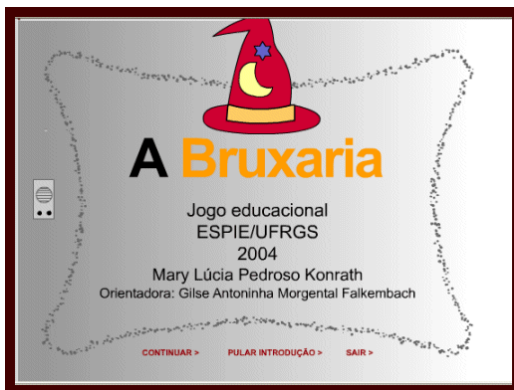 A Bruxaria
Jogo educacional
ESPIE/UFRGS
2004
Mary Lúcia Pedroso Konrath
Orientadora: Gilse Antoninha Morgental Falkembach
CONTINUAR > PULAR INTRODUÇÃO > SAIR >